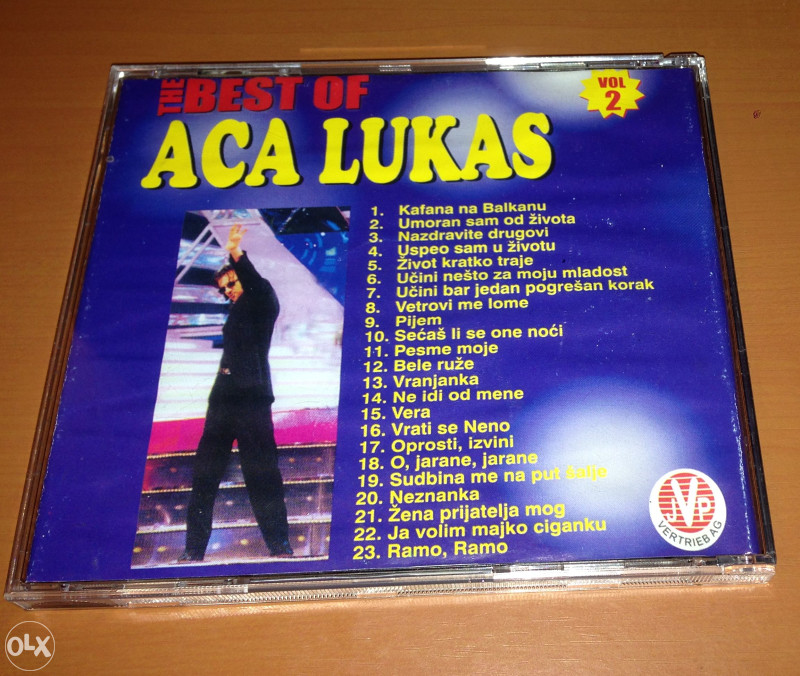 THE BEST OF
ACA LUKAS
VOL
2
1. Kafana na Balkanu
2. Umoran sam od života
3. Nazdravite drugovi
4. Uspeo sam u životu
5. Život kratko traje
6. Učini nešto za moju mladost
7. Učini bar jedan pogrešan korak
8. Vetrovi me lome
9. Pijem
10. Sećaš li se one noći
11. Pesme moje
12. Bele ruže
13. Vranjanka
14. Ne idi od mene
15. Vera
16. Vrati se Neno
17. Oprosti, izvini
18. O, jarane, jarane
19. Sudbina me na put šalje
20. Neznanka
21. Žena prijatelja mog
22. Ja volim majko ciganku
23. Ramo, Ramo
MVP
VERTRIEB AG
OLX